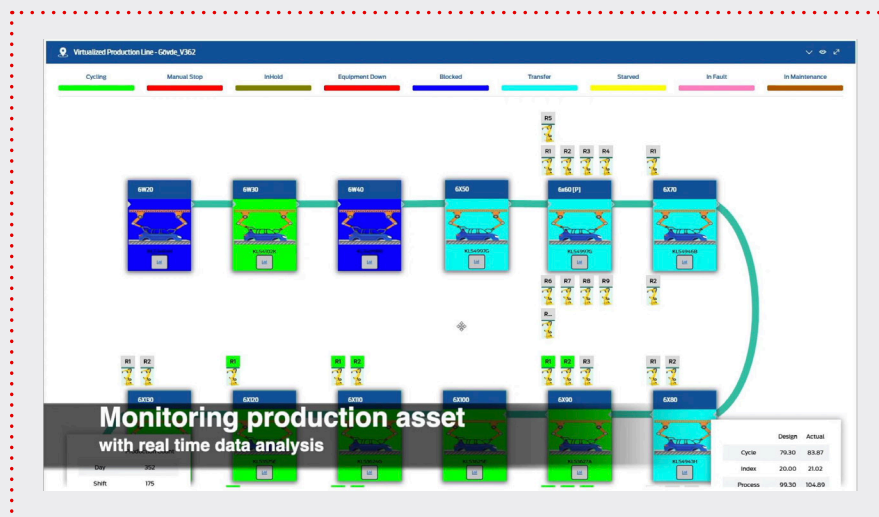 Virtualized Production Line - Gövde_V362
Cycling Manual Stop InHold Equipment Down Blocked Transfer Starved In Fault In Maintenance
R5
R1 R2 R3 R4 R1
6W20 6W30 6W40 6X50 6x60 [P] 6X70
R6 R7 R8 R9 R2
R...
R1 R2 R1 R1 R2 R1 R2 R3 R1 R2
6X130 6X120 6X110 6X100 6X90 6X80
Monitoring production asset
with real time data analysis
Day 352
Shift 175
Design Actual
Cycle 79.30 83.87
Index 20.00 21.02
Process 99.30 104.89